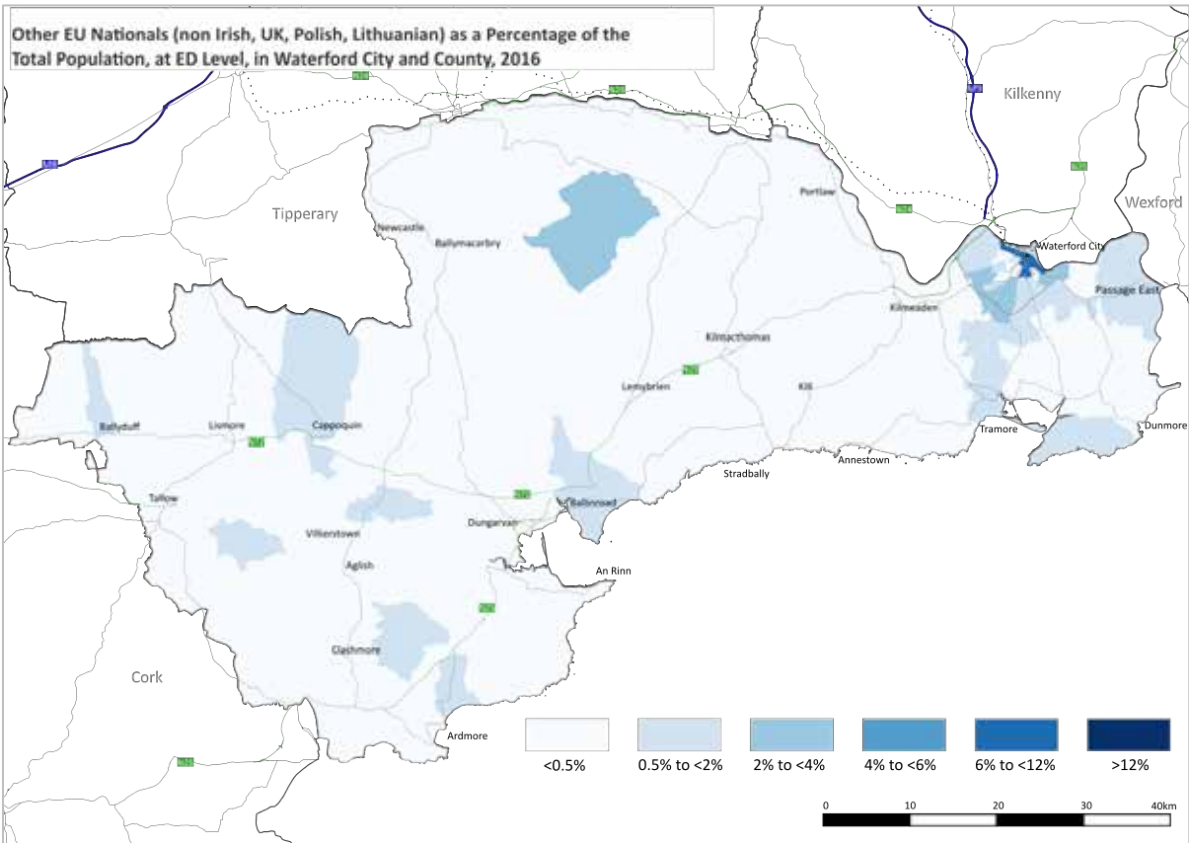 Other EU Nationals (non Irish, UK, Polish, Lithuanian) as a Percentage of the
Total Population, at ED Level, in Waterford City and County, 2016
Kilkenny
Wexford
Tipperary
Portlaw
Newcastle
Ballymacarbry
Waterford City
Passage East
Kilmeaden
Kilmacthomas
Lemybrien
Kill
Ballyduff
Lismore
Cappoquin
Tramore
Dunmore
Annestown
Stradbally
Tallow
Dungarvan
Ballinroad
Villierstown
Aglish
An Rinn
Clashmore
Cork
Ardmore
<0.5%
0.5% to <2%
2% to <4%
4% to <6%
6% to <12%
>12%
0 10 20 30 40km